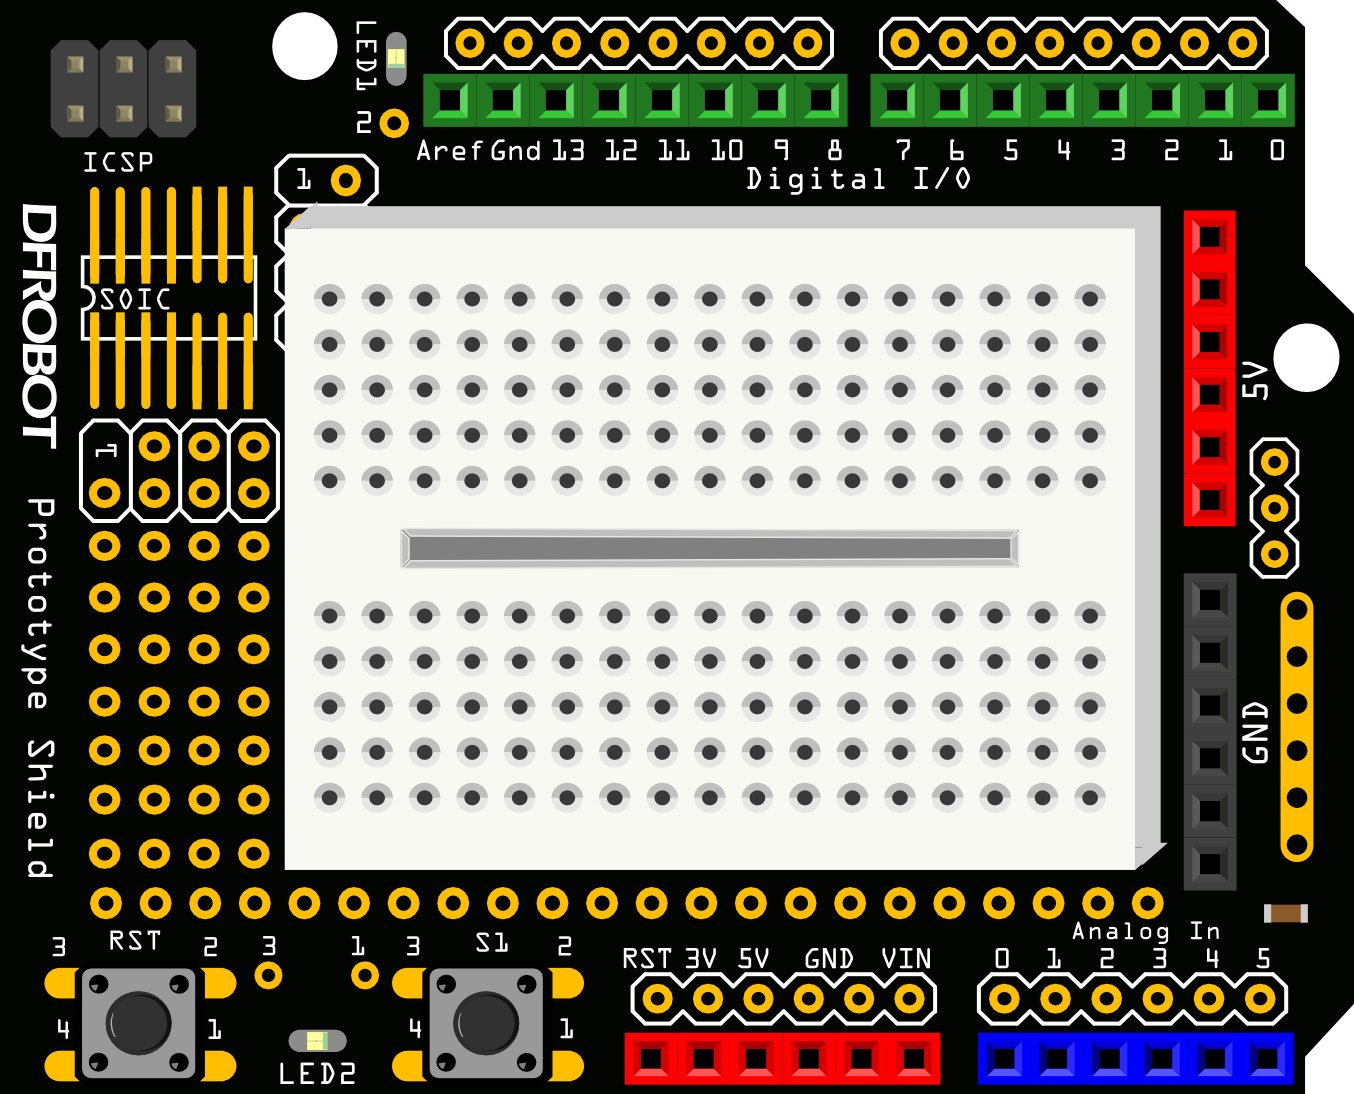 LED1
2
ICSP
Aref Gnd 13 12 11 10 9 8 7 6 5 4 3 2 1 0
Digital I/O
1
SOIC
DFROBOT
Prototype Shield
1
5V
GND
Analog In
0 1 2 3 4 5
RST 3V 5V GND VIN
RST
3 2
4 1
3 1
LED2
S1
3 2
4 1